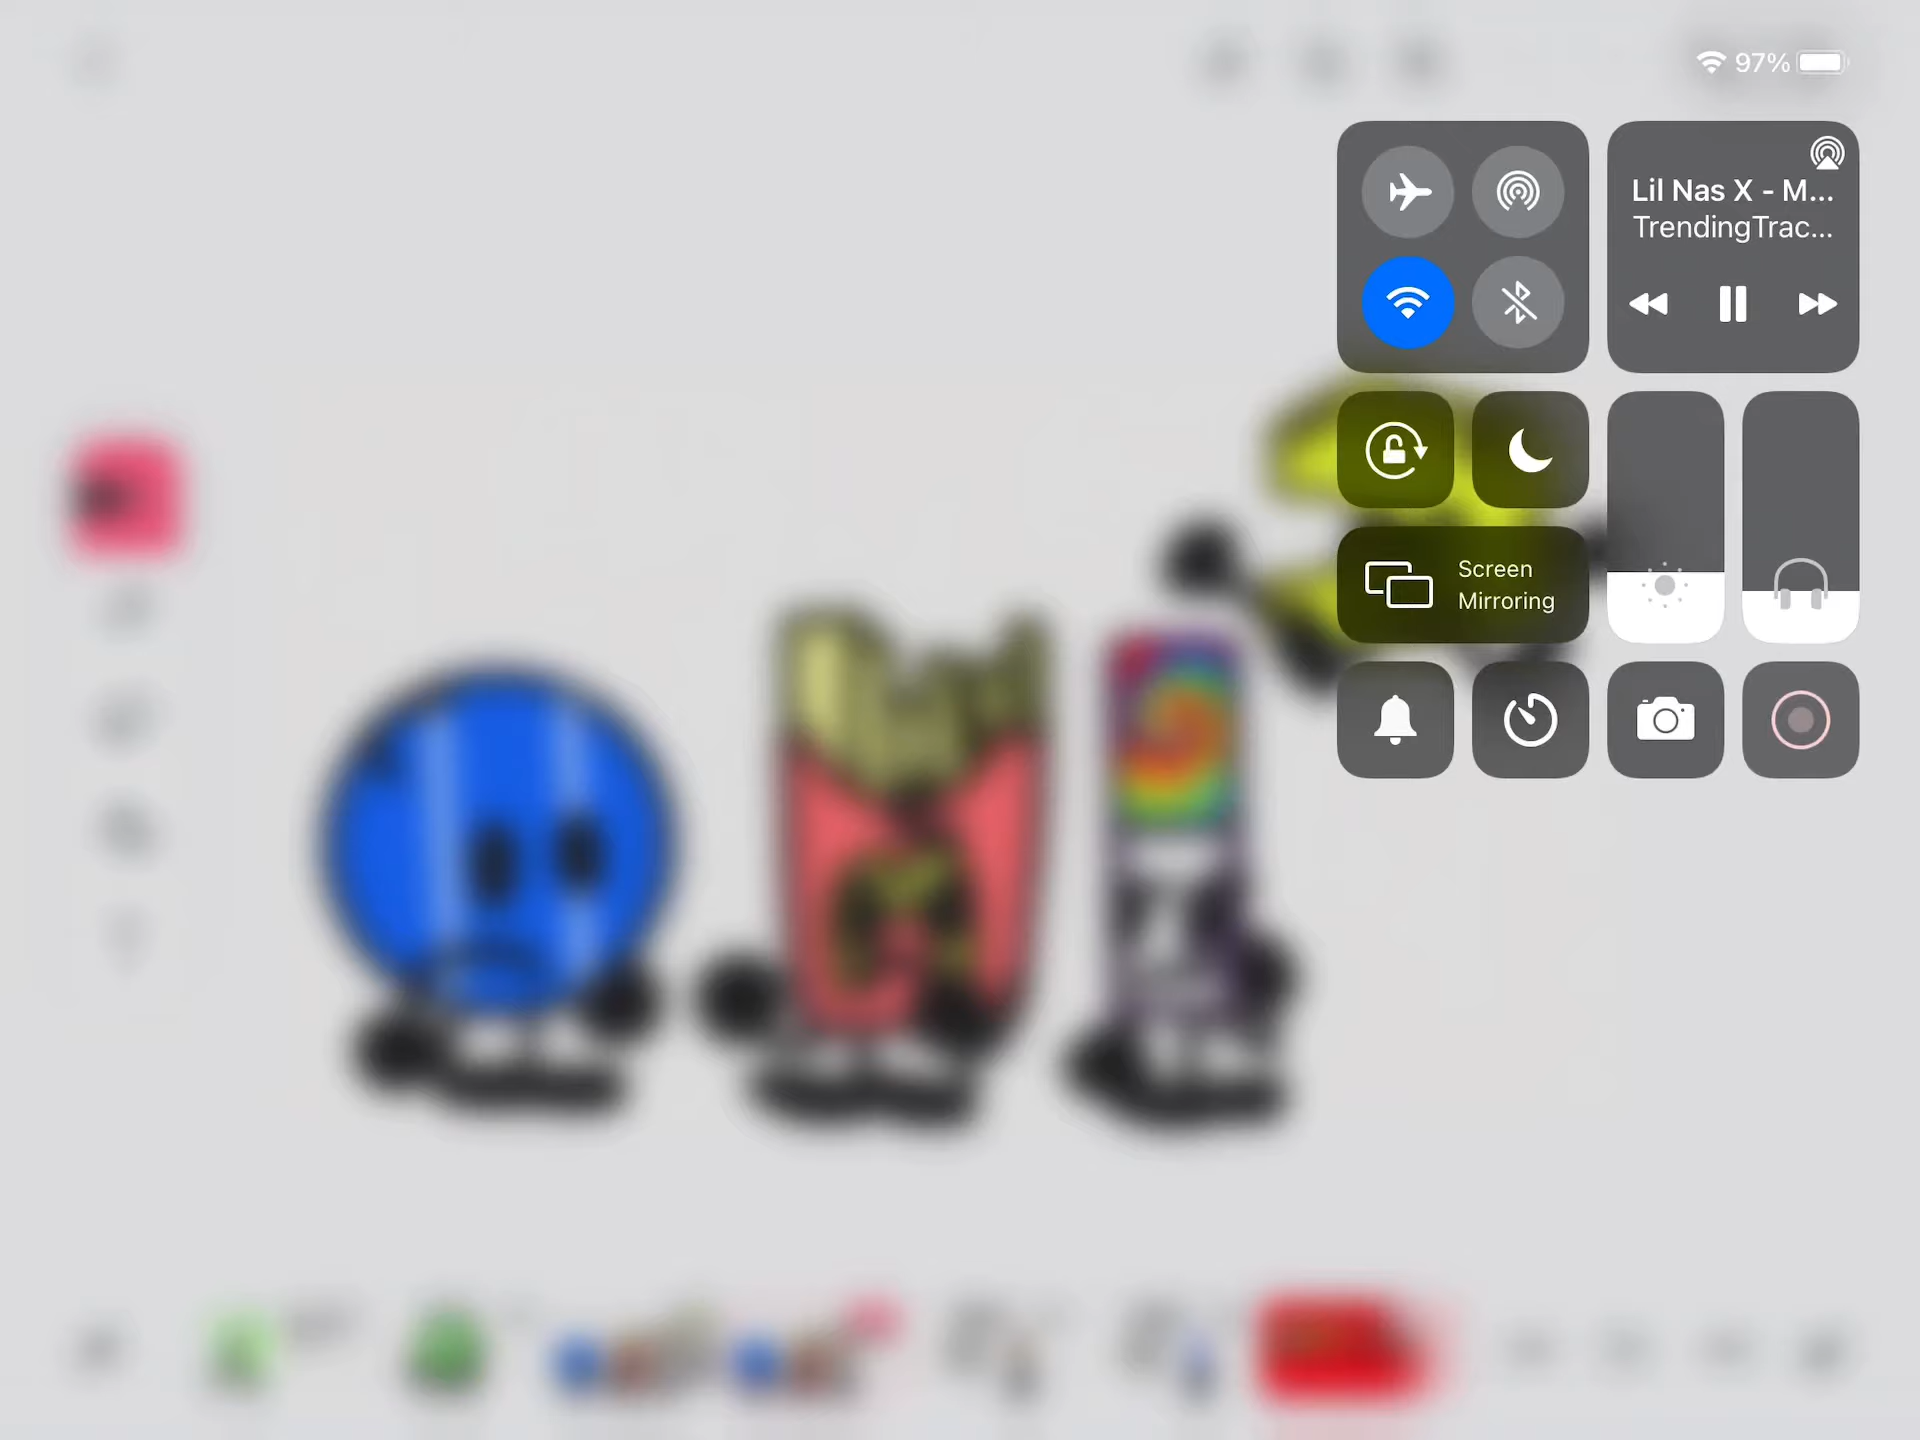 97%
Lil Nas X - M...
TrendingTrac...
Screen
Mirroring